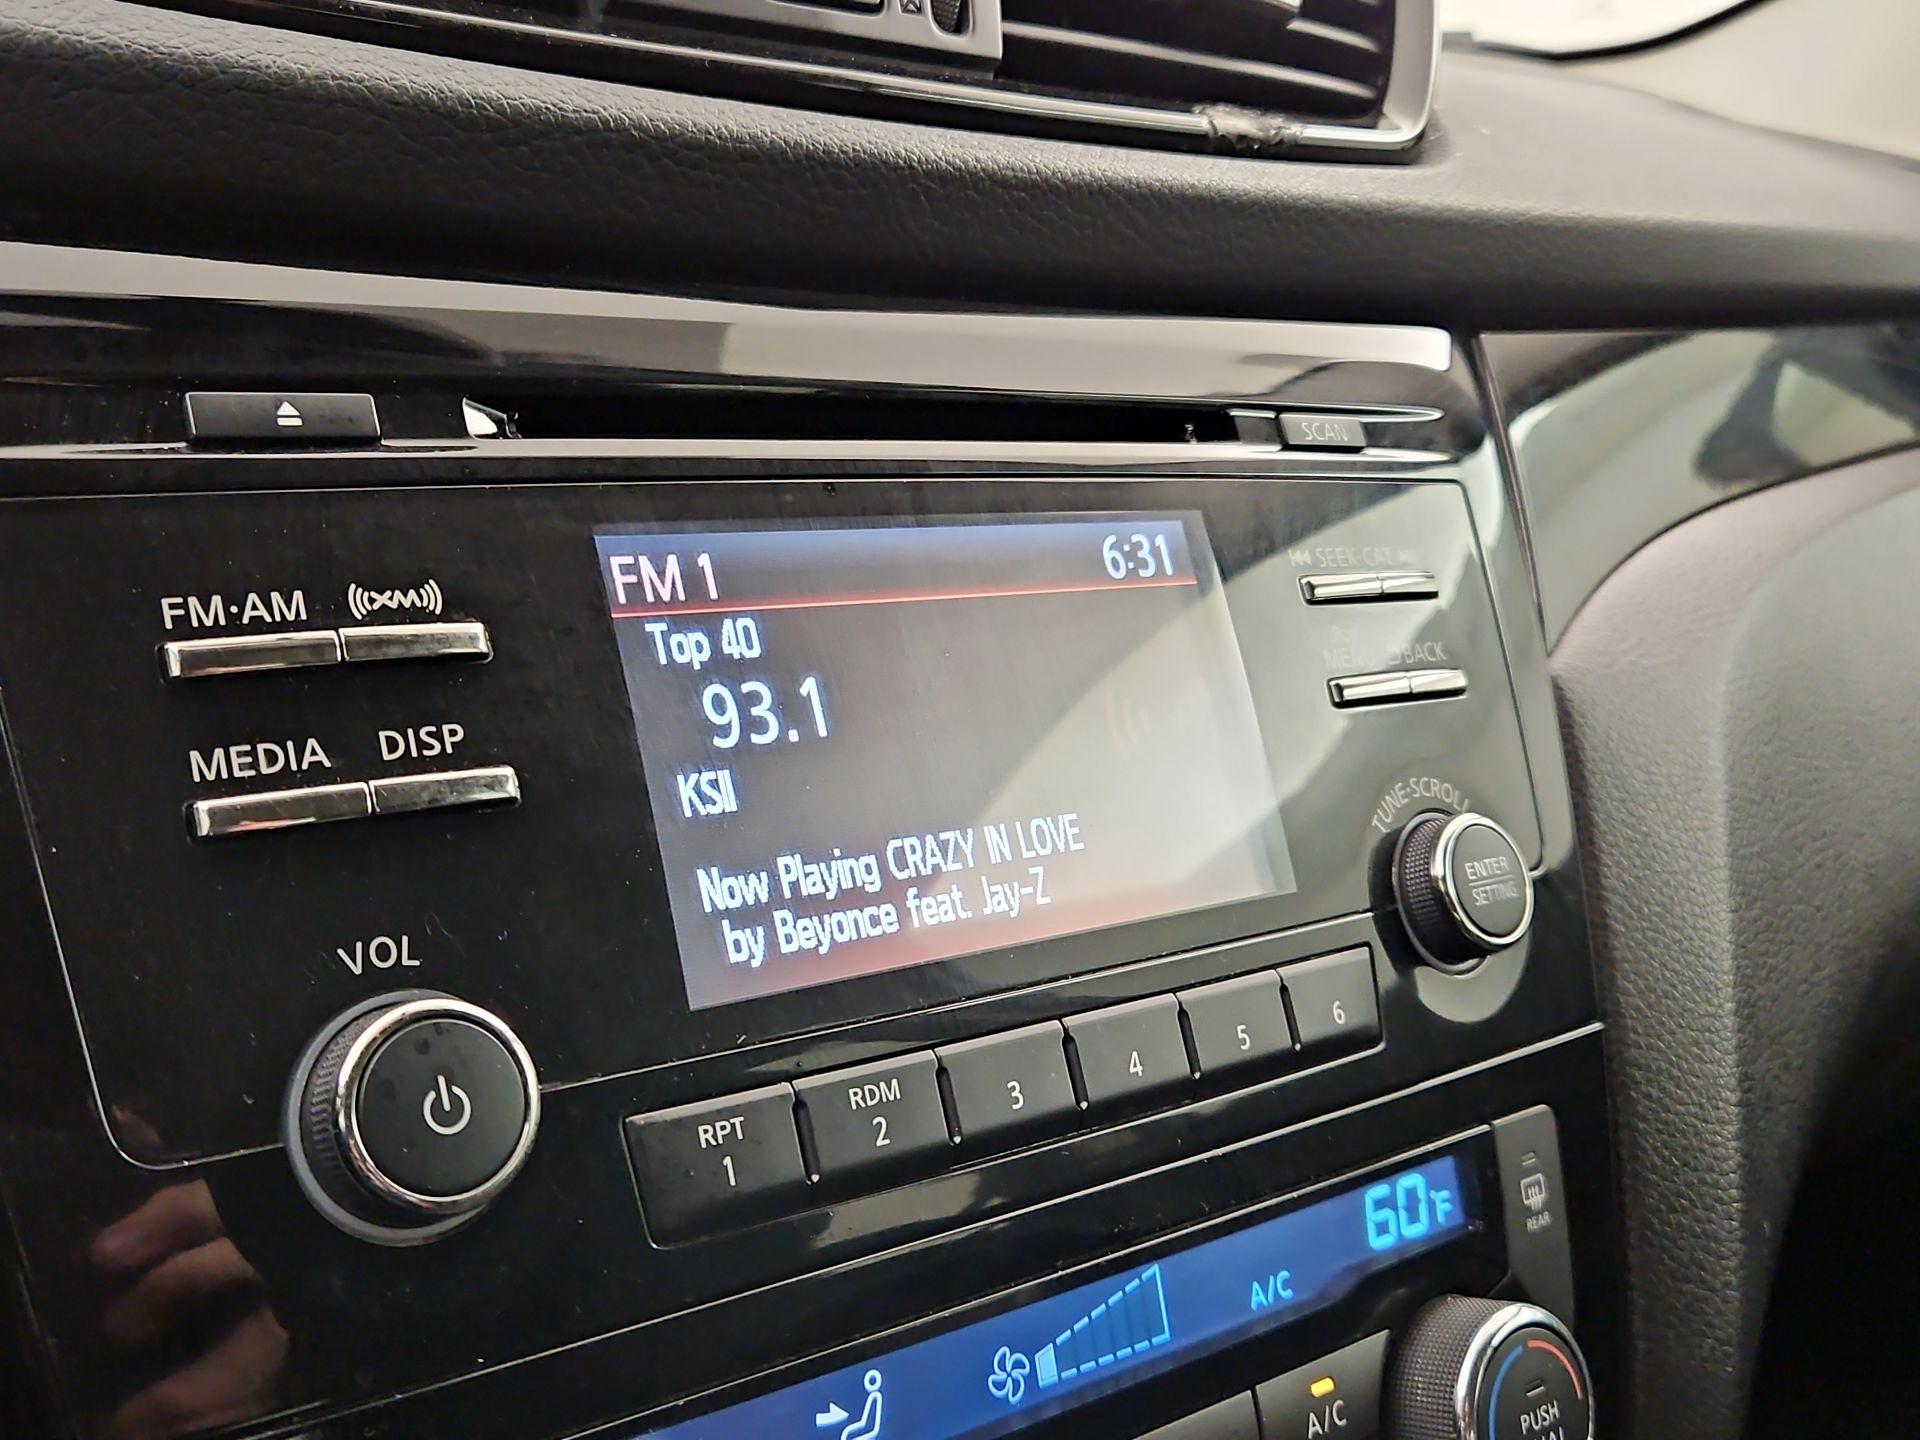 SCAN
FM 1 6:31
Top 40
93.1
KSII
Now Playing CRAZY IN LOVE
by Beyonce feat. Jay-Z
FM·AM
((XM))
MEDIA
DISP
VOL
SEEK·CAT
MENU
BACK
TUNE·SCROLL
ENTER
SETTING
RPT
1
RDM
2
3
4
5
6
60°F
A/C
REAR
A/C
PUSH